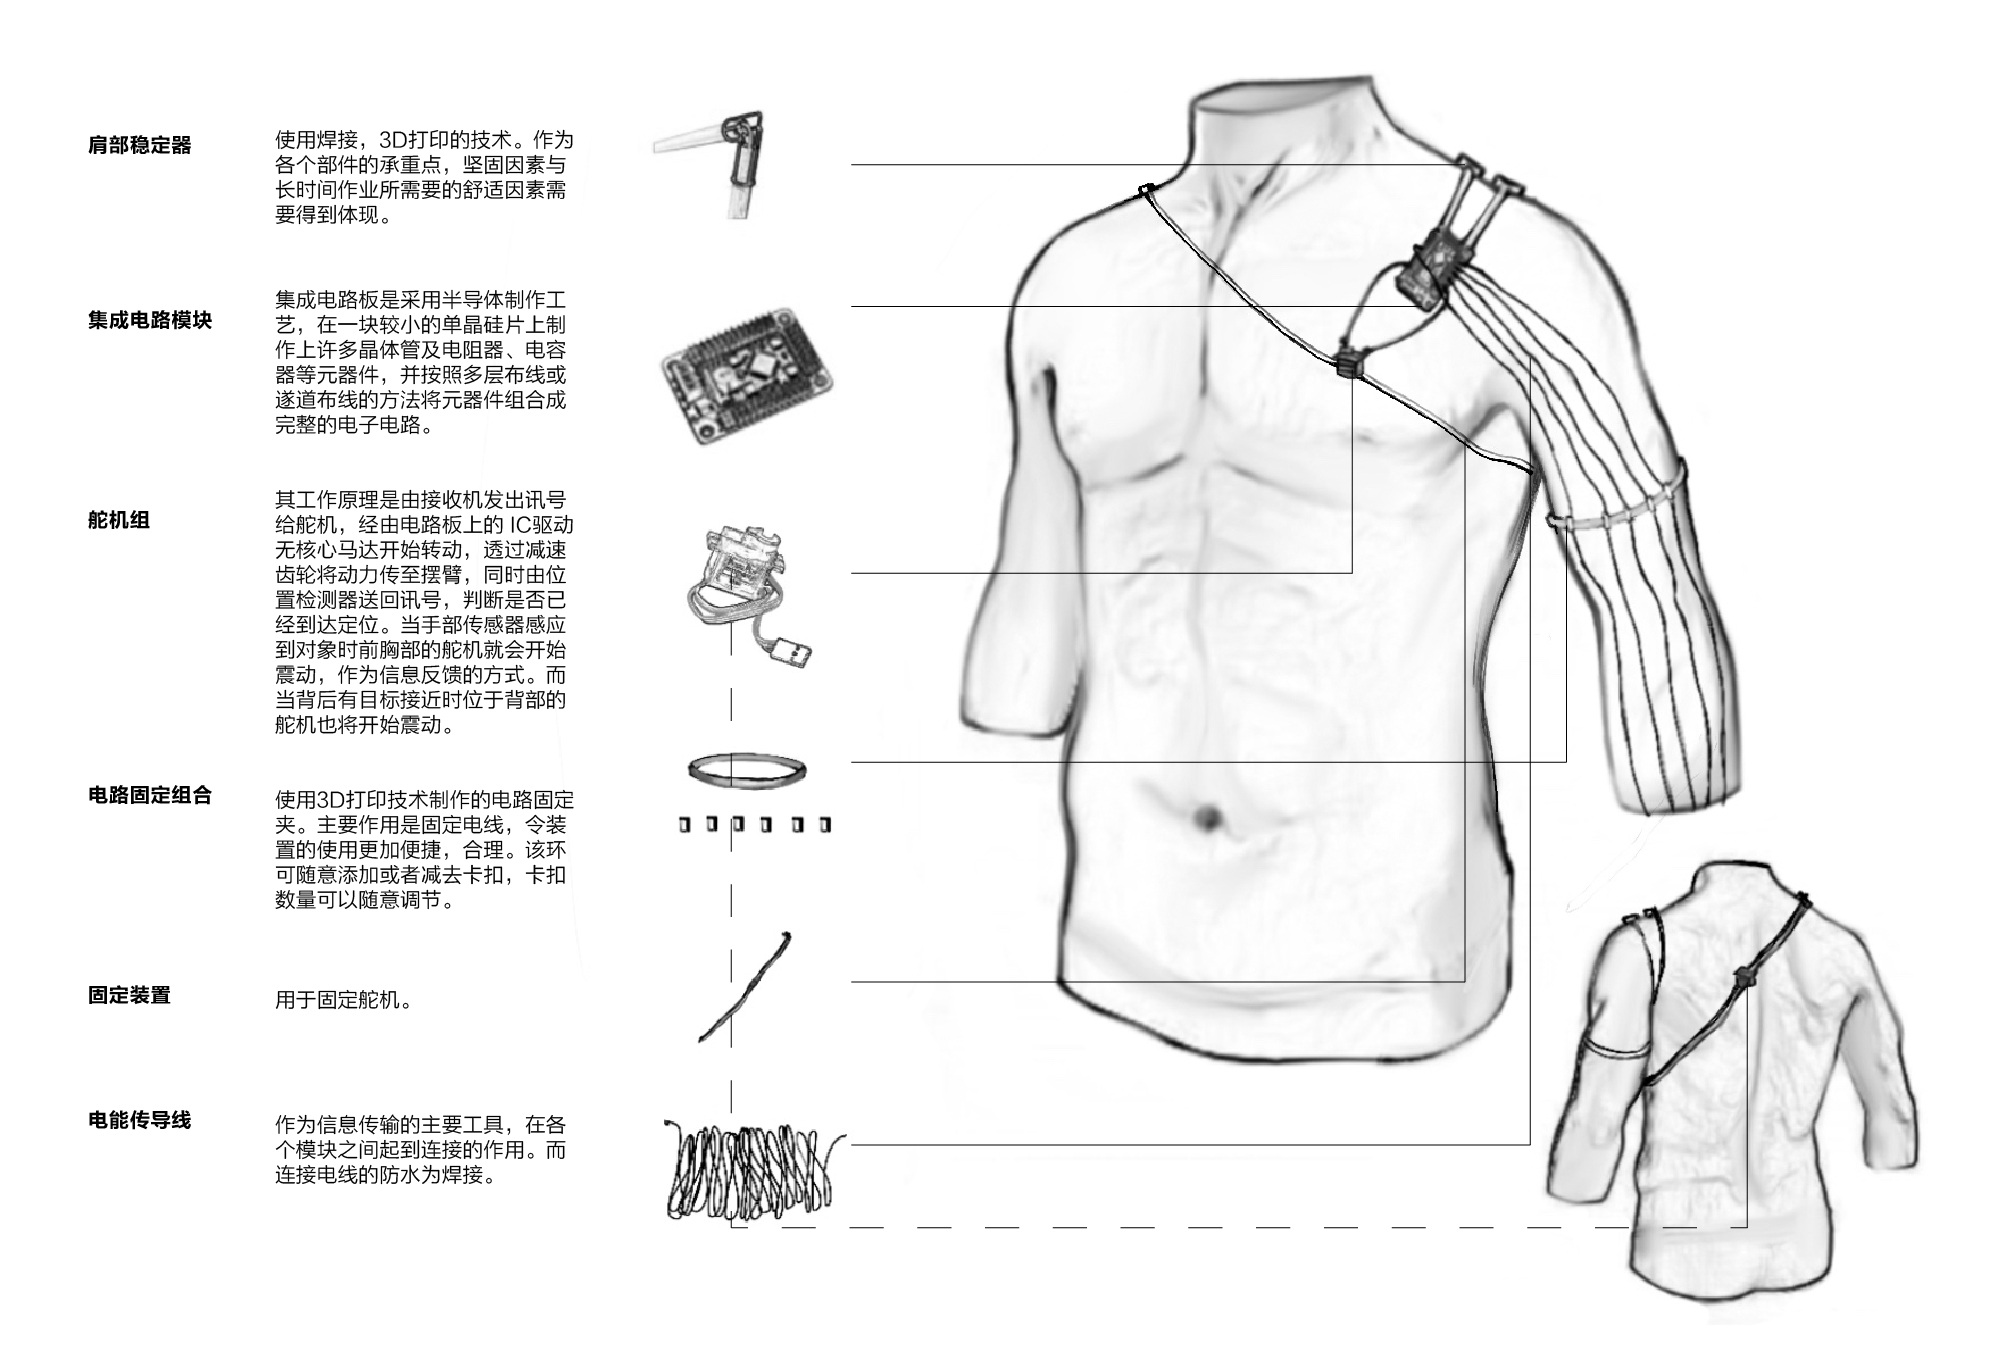 肩部稳定器
使用焊接，3D打印的技术。作为
各个部件的承重点，坚固因素与
长时间作业所需要的舒适因素需
要得到体现。
集成电路模块
集成电路板是采用半导体制作工
艺，在一块较小的单晶硅片上制
作上许多晶体管及电阻器、电容
器等元器件，并按照多层布线或
遂道布线的方法将元器件组合成
完整的电子电路。
舵机组
其工作原理是由接收机发出讯号
给舵机，经由电路板上的 IC驱动
无核心马达开始转动，透过减速
齿轮将动力传至摆臂，同时由位
置检测器送回讯号，判断是否已
经到达定位。当手部传感器感应
到对象时前胸部的舵机就会开始
震动，作为信息反馈的方式。而
当背后有目标接近时位于背部的
舵机也将开始震动。
电路固定组合
使用3D打印技术制作的电路固定
夹。主要作用是固定电线，令装
置的使用更加便捷，合理。该环
可随意添加或者减去卡扣，卡扣
数量可以随意调节。
固定装置
用于固定舵机。
电能传导线
作为信息传输的主要工具，在各
个模块之间起到连接的作用。而
连接电线的防水为焊接。